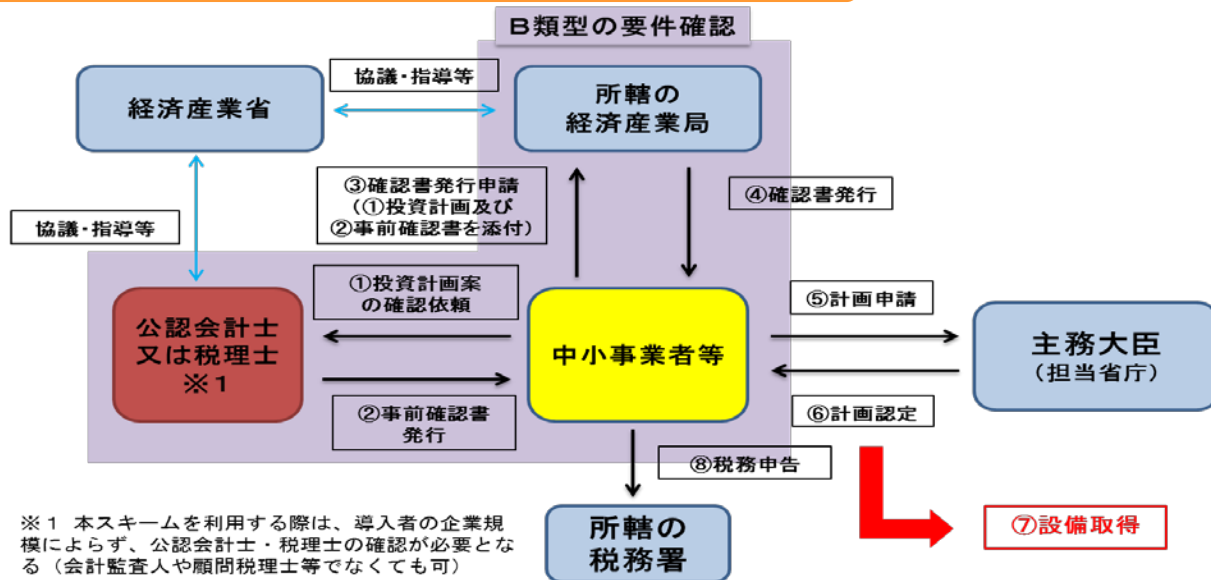 B類型の要件確認
経済産業省
協議・指導等
所轄の
経済産業局
③確認書発行申請
(①投資計画及び
②事前確認書を添付)
④確認書発行
協議・指導等
①投資計画案
の確認依頼
⑤計画申請
公認会計士
又は税理士
※1
中小事業者等
主務大臣
(担当省庁)
②事前確認書
発行
⑥計画認定
⑧税務申告
※1 本スキームを利用する際は、導入者の企業規
模によらず、公認会計士・税理士の確認が必要とな
る(会計監査人や顧問税理士等でなくても可)
所轄の
税務署
⑦設備取得